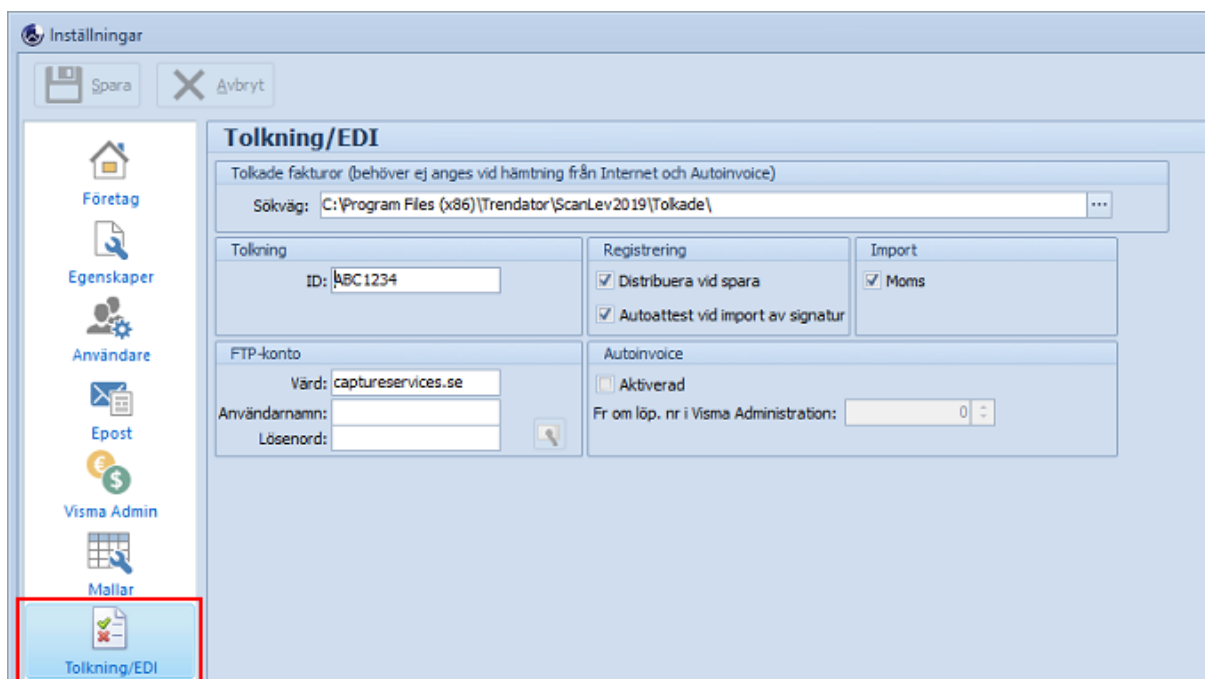 Inställningar
Spara
Avbryt
Företag
Egenskaper
Användare
Epost
Visma Admin
Mallar
Tolkning/EDI
Tolkning/EDI
Tolkade fakturor (behöver ej anges vid hämtning från Internet och Autoinvoice)
Sökväg: C:\Program Files (x86)\Trendator\ScanLev2019\Tolkade\ ...
Tolkning
ID: ABC1234
Registrering
Distribuera vid spara
Autoattest vid import av signatur
Import
Moms
FTP-konto
Värd: captureservices.se
Användarnamn:
Lösenord:
Autoinvoice
Aktiverad
Fr om löp. nr i Visma Administration: 0